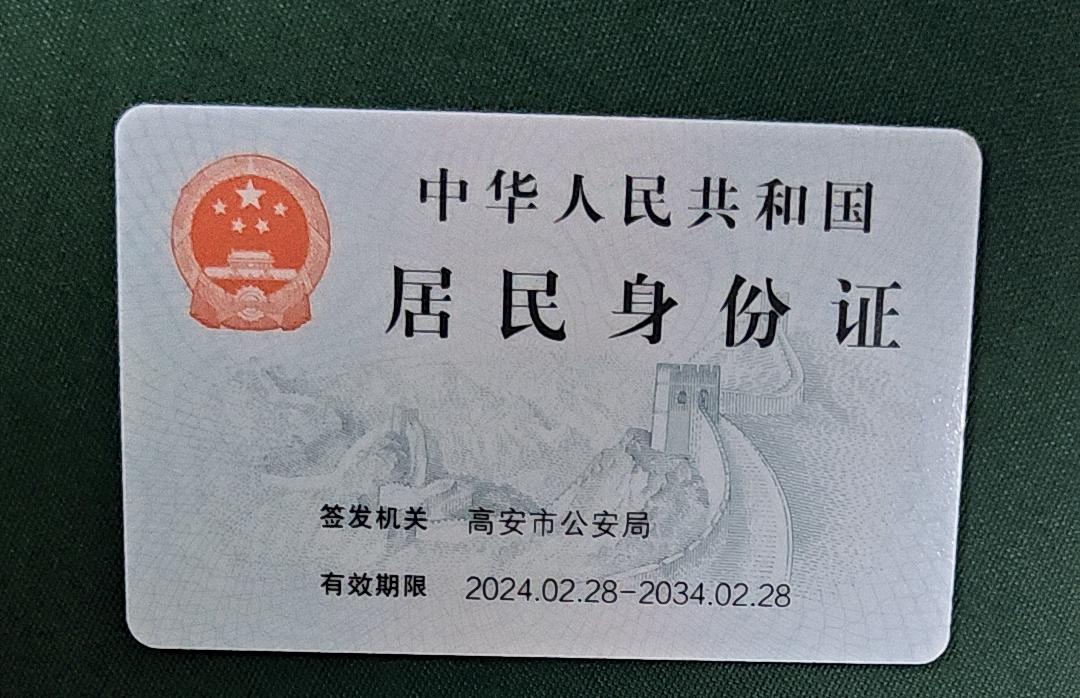 中华人民共和国
居民身份证
签发机关 高安市公安局
有效期限 2024.02.28-2034.02.28